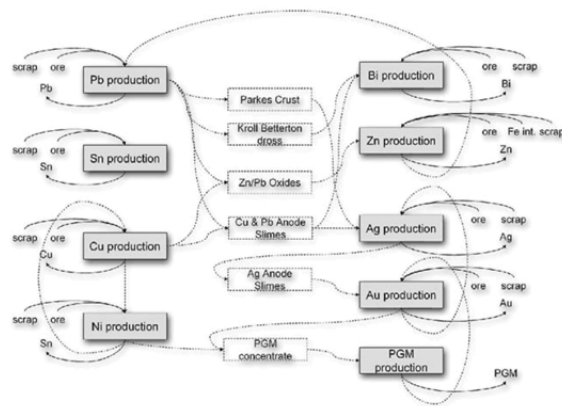 scrap ore
Pb
Pb production
scrap ore
Sn
Sn production
scrap ore
Cu
Cu production
scrap ore
Sn
Ni production
Parkes Crust
Kroll Betterton
dross
Zn/Pb Oxides
Cu & Pb Anode
Slimes
Ag Anode
Slimes
PGM
concentrate
Bi production
ore scrap
Bi
Zn production
ore Fe int. scrap
Zn
Ag production
ore scrap
Ag
Au production
ore scrap
Au
PGM
production
PGM